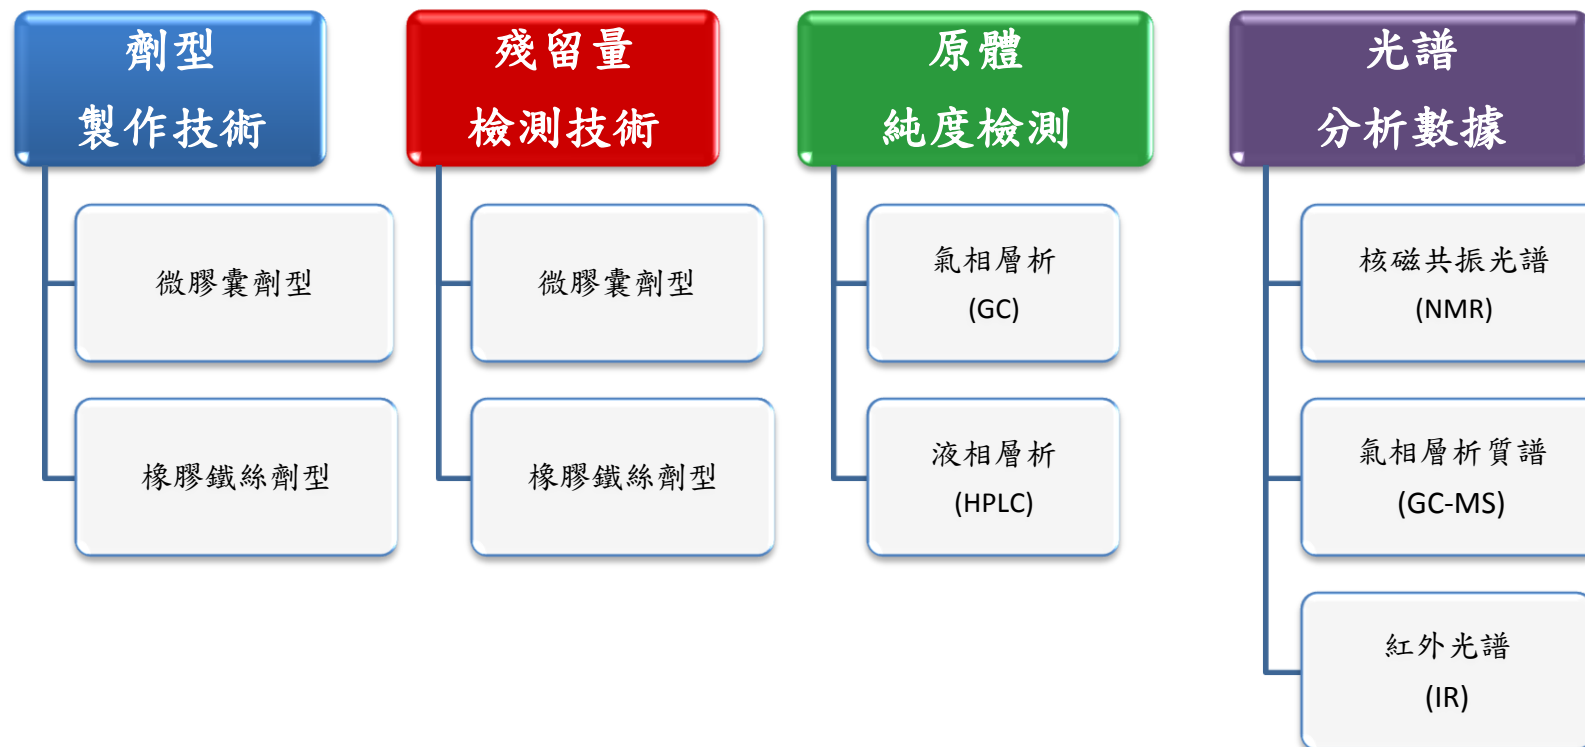 劑型
製作技術
微膠囊劑型
橡膠鐵絲劑型
殘留量
檢測技術
微膠囊劑型
橡膠鐵絲劑型
原體
純度檢測
氣相層析
(GC)
液相層析
(HPLC)
光譜
分析數據
核磁共振光譜
(NMR)
氣相層析質譜
(GC-MS)
紅外光譜
(IR)